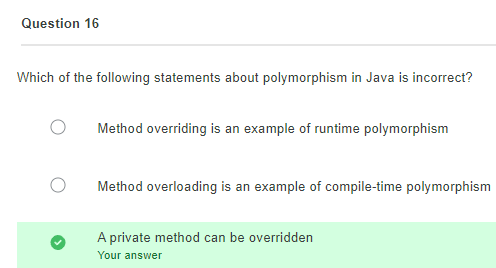 Question 16
Which of the following statements about polymorphism in Java is incorrect?
Method overriding is an example of runtime polymorphism
Method overloading is an example of compile-time polymorphism
A private method can be overridden
Your answer